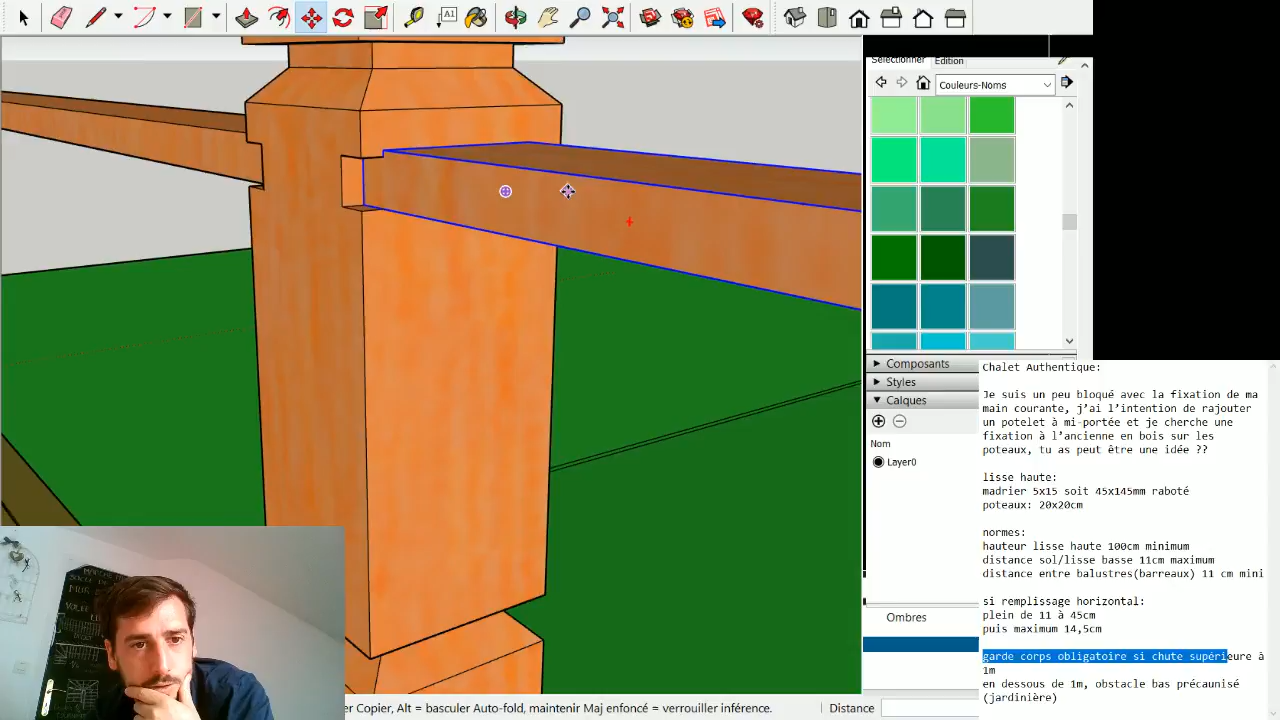 A1
Sélectionner Edition
Couleurs-Noms
Composants
Styles
Calques
Nom
Layer0
Ombres
er Copier, Alt = basculer Auto-fold, maintenir Maj enfoncé = verrouiller inférence.
Distance
Chalet Authentique:
Je suis un peu bloqué avec la fixation de ma
main courante, j'ai l'intention de rajouter
un potelet à mi-portée et je cherche une
fixation à l'ancienne en bois sur les
poteaux, tu as peut être une idée ??
lisse haute:
madrier 5x15 soit 45x145mm raboté
poteaux: 20x20cm
normes:
hauteur lisse haute 100cm minimum
distance sol/lisse basse 11cm maximum
distance entre balustres(barreaux) 11 cm mini
si remplissage horizontal:
plein de 11 à 45cm
puis maximum 14,5cm
garde corps obligatoire si chute supérieure à
1m
en dessous de 1m, obstacle bas précaunisé
(jardinière)